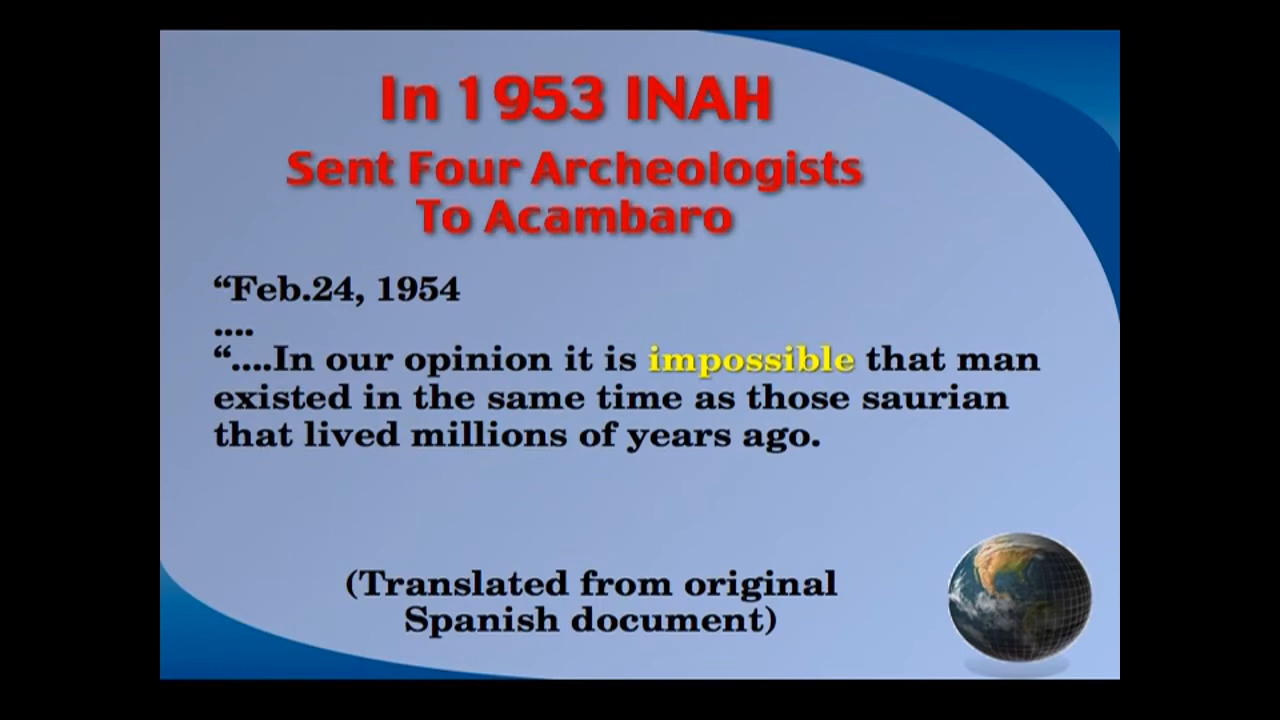 In 1953 INAH
Sent Four Archeologists
To Acambaro
“Feb.24, 1954
....
“....In our opinion it is impossible that man
existed in the same time as those saurian
that lived millions of years ago.
(Translated from original
Spanish document)